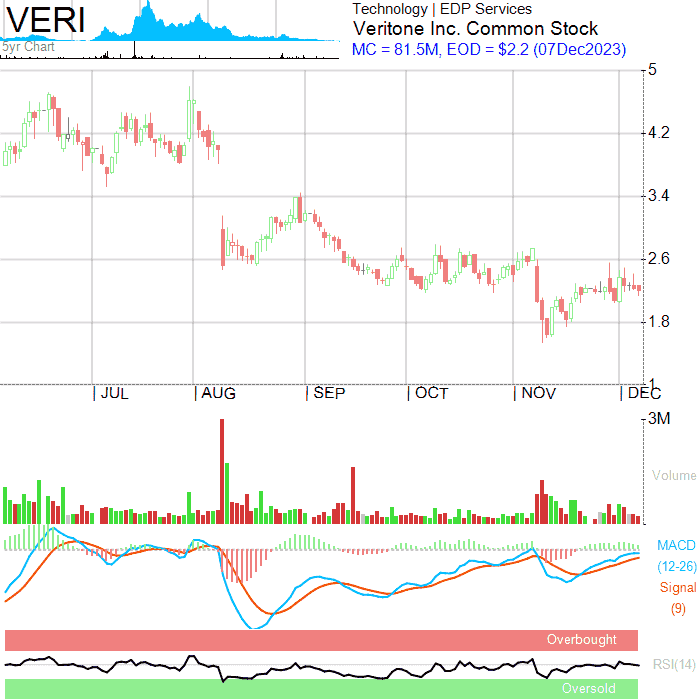 VERI
5yr Chart
Technology | EDP Services
Veritone Inc. Common Stock
MC = 81.5M, EOD = $2.2 (07Dec2023)
5
4.2
3.4
2.6
1.8
1
| JUL | AUG | SEP | OCT | NOV | DEC
3M
Volume
MACD
(12-26)
Signal
(9)
Overbought
RSI(14)
Oversold